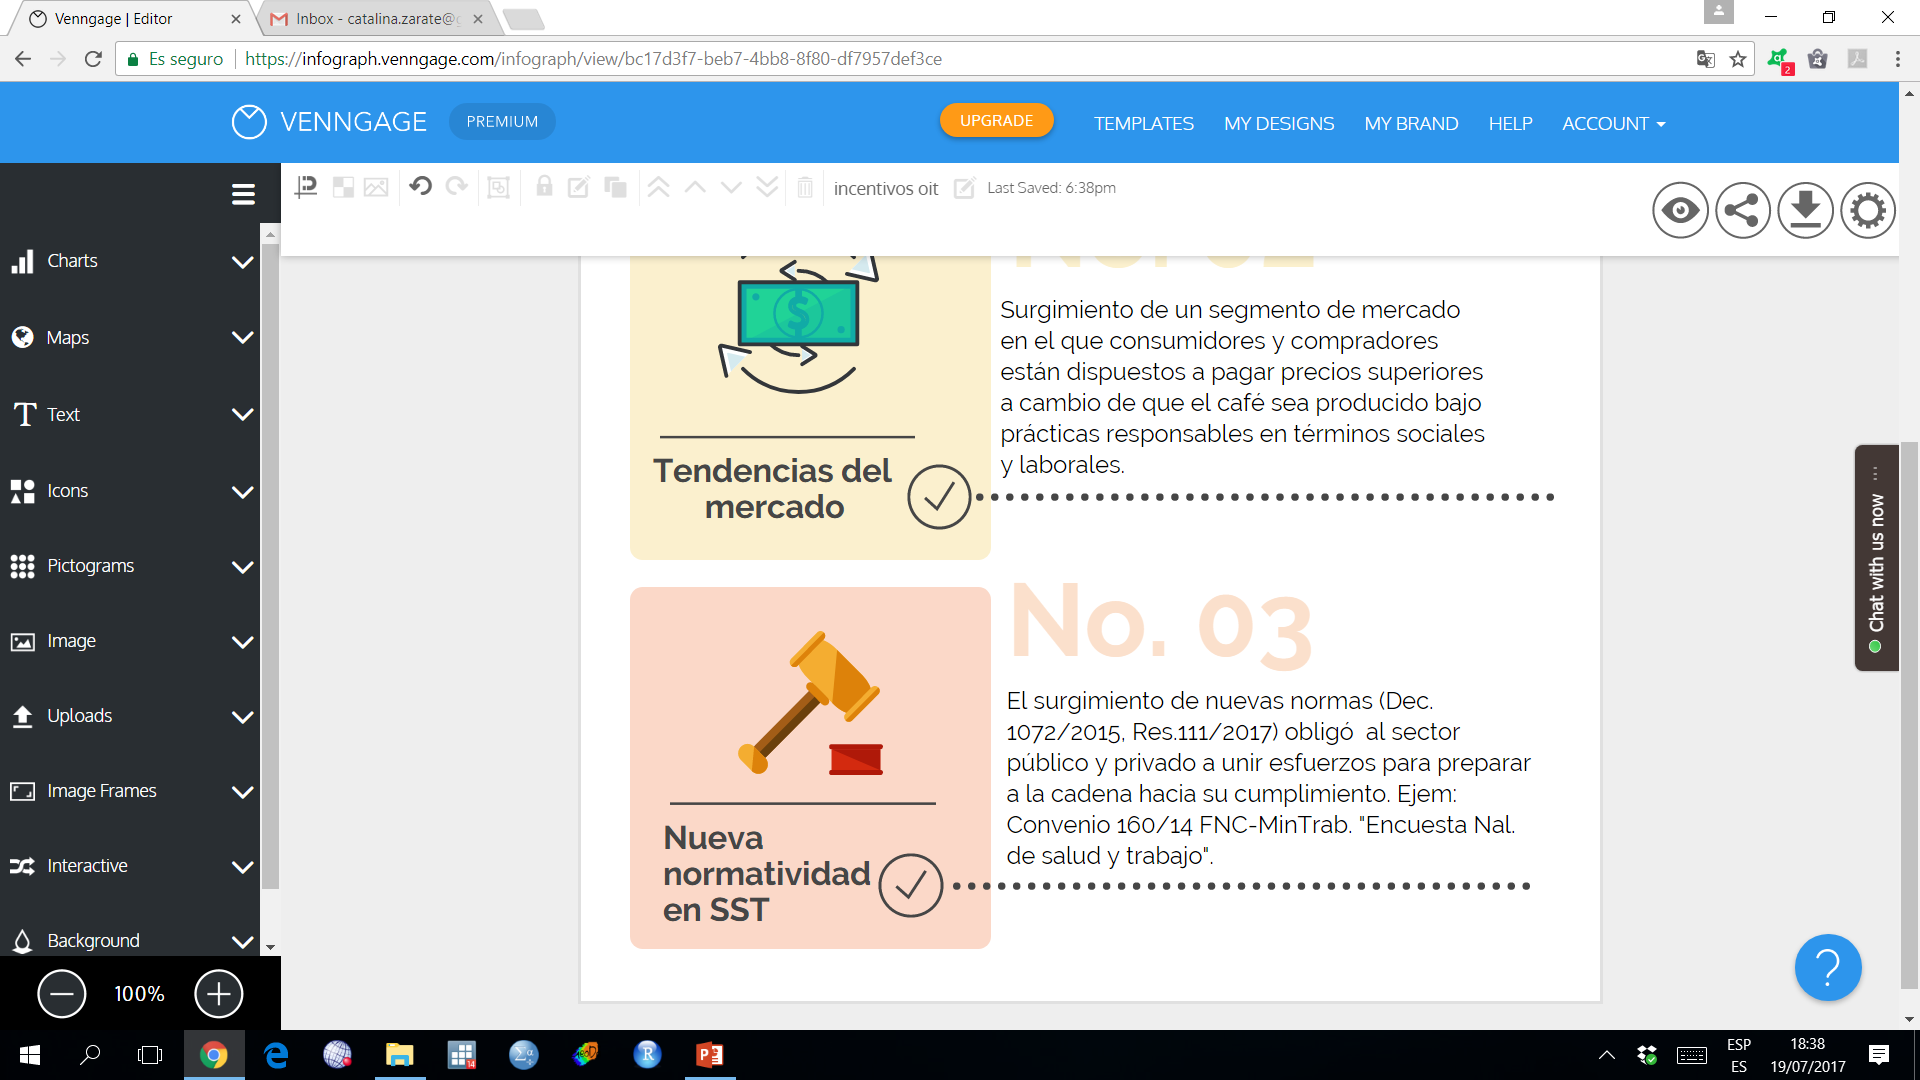 Venngage | Editor
Inbox - catalina.zarate@g
Es seguro
https://infograph.venngage.com/infograph/view/bc17d3f7-beb7-4bb8-8f80-df7957def3ce
2
VENNGAGE
PREMIUM
UPGRADE
TEMPLATES
MY DESIGNS
MY BRAND
HELP
ACCOUNT
incentivos oit
Last Saved: 6:38pm
Charts
Maps
Text
Icons
Pictograms
Image
Uploads
Image Frames
Interactive
Background
100%
No. 02
Surgimiento de un segmento de mercado
en el que consumidores y compradores
están dispuestos a pagar precios superiores
a cambio de que el café sea producido bajo
prácticas responsables en términos sociales
y laborales.
Tendencias del
mercado
No. 03
El surgimiento de nuevas normas (Dec.
1072/2015, Res.111/2017) obligó  al sector
público y privado a unir esfuerzos para preparar
a la cadena hacia su cumplimiento. Ejem:
Convenio 160/14 FNC-MinTrab. "Encuesta Nal.
de salud y trabajo".
Nueva
normatividad
en SST
Chat with us now ...
?
ESP
ES
18:38
19/07/2017